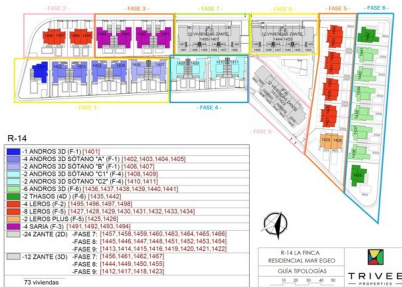 - FASE 2 -
- FASE 3 -
- FASE 7 -
- FASE 8 -
- FASE 5 -
- FASE 6 -
12 VIVIENDAS ZANTE
- FASE 1 -
- FASE 4 -
- FASE 9 -
R-14
-1 ANDROS 3D (F-1) [1401]
-4 ANDROS 3D SÓTANO "A" (F-1) [1402,1403,1404,1405]
-2 ANDROS 3D SÓTANO "B" (F-1) [1406,1407]
-2 ANDROS 3D SÓTANO "C1" (F-4) [1408,1409]
-2 ANDROS 3D SÓTANO "C2" (F-4) [1410,1411]
-6 ANDROS 3D (F-6) [1436,1437,1438,1439,1440,1441]
-2 THASOS (4D) (F-6) [1435,1442]
-4 LEROS (F-2) [1495,1496,1497,1498]
-8 LEROS (F-5) [1427,1428,1429,1430,1431,1432,1433,1434]
-2 LEROS PLUS (F-5) [1425,1426]
-4 SARIA (F-3) [1491,1492,1493,1494]
-24 ZANTE (2D) -FASE 7: [1457,1458,1459,1460,1463,1464,1465,1466]
-FASE 8: [1445,1446,1447,1448,1451,1452,1453,1454]
-FASE 9: [1413,1414,1415,1416,1419,1420,1421,1422]
-12 ZANTE (3D) -FASE 7: [1456,1461,1462,1467]
-FASE 8: [1444,1449,1450,1455]
-FASE 9: [1412,1417,1418,1423]
73 viviendas
R-14 LA FINCA
RESIDENCIAL MAR EGEO
GUÍA TIPOLOGÍAS
TRIVEE
PROPERTIES